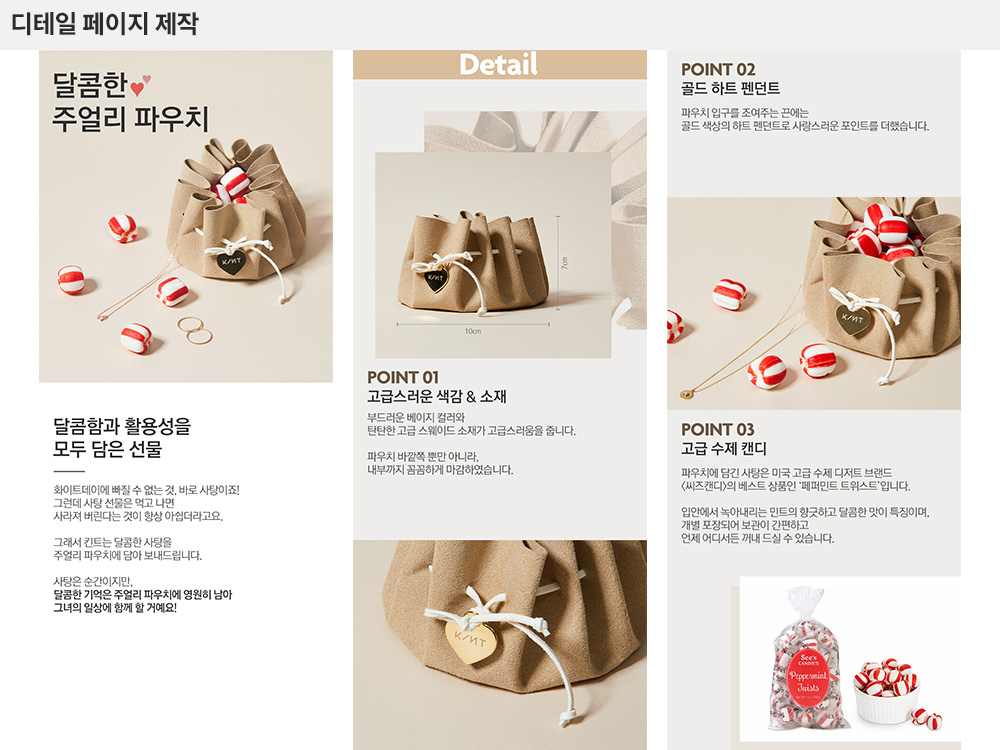 디테일 페이지 제작
달콤한
주얼리 파우치
K/NT
달콤함과 활용성을
모두 담은 선물
화이트데이에 빠질 수 없는 것, 바로 사탕이죠!
그런데 사탕 선물은 먹고 나면
사라져 버린다는 것이 항상 아쉽더라고요.
그래서 킨트는 달콤한 사탕을
주얼리 파우치에 담아 보내드립니다.
사탕은 순간이지만,
달콤한 기억은 주얼리 파우치에 영원히 남아
그녀의 일상에 함께 할 거예요!
Detail
K/NT
7cm
10cm
POINT 01
고급스러운 색감 & 소재
부드러운 베이지 컬러와
탄탄한 고급 스웨이드 소재가 고급스러움을 줍니다.
파우치 바깥쪽 뿐만 아니라,
내부까지 꼼꼼하게 마감하였습니다.
K/NT
POINT 02
골드 하트 펜던트
파우치 입구를 조여주는 끈에는
골드 색상의 하트 펜던트로 사랑스러운 포인트를 더했습니다.
K/NT
POINT 03
고급 수제 캔디
파우치에 담긴 사탕은 미국 고급 수제 디저트 브랜드
<씨즈캔디>의 베스트 상품인 '페퍼민트 트위스트'입니다.
입안에서 녹아내리는 민트의 향긋하고 달콤한 맛이 특징이며,
개별 포장되어 보관이 간편하고
언제 어디서든 꺼내 드실 수 있습니다.
See's
CANDIES
Peppermint
Twists